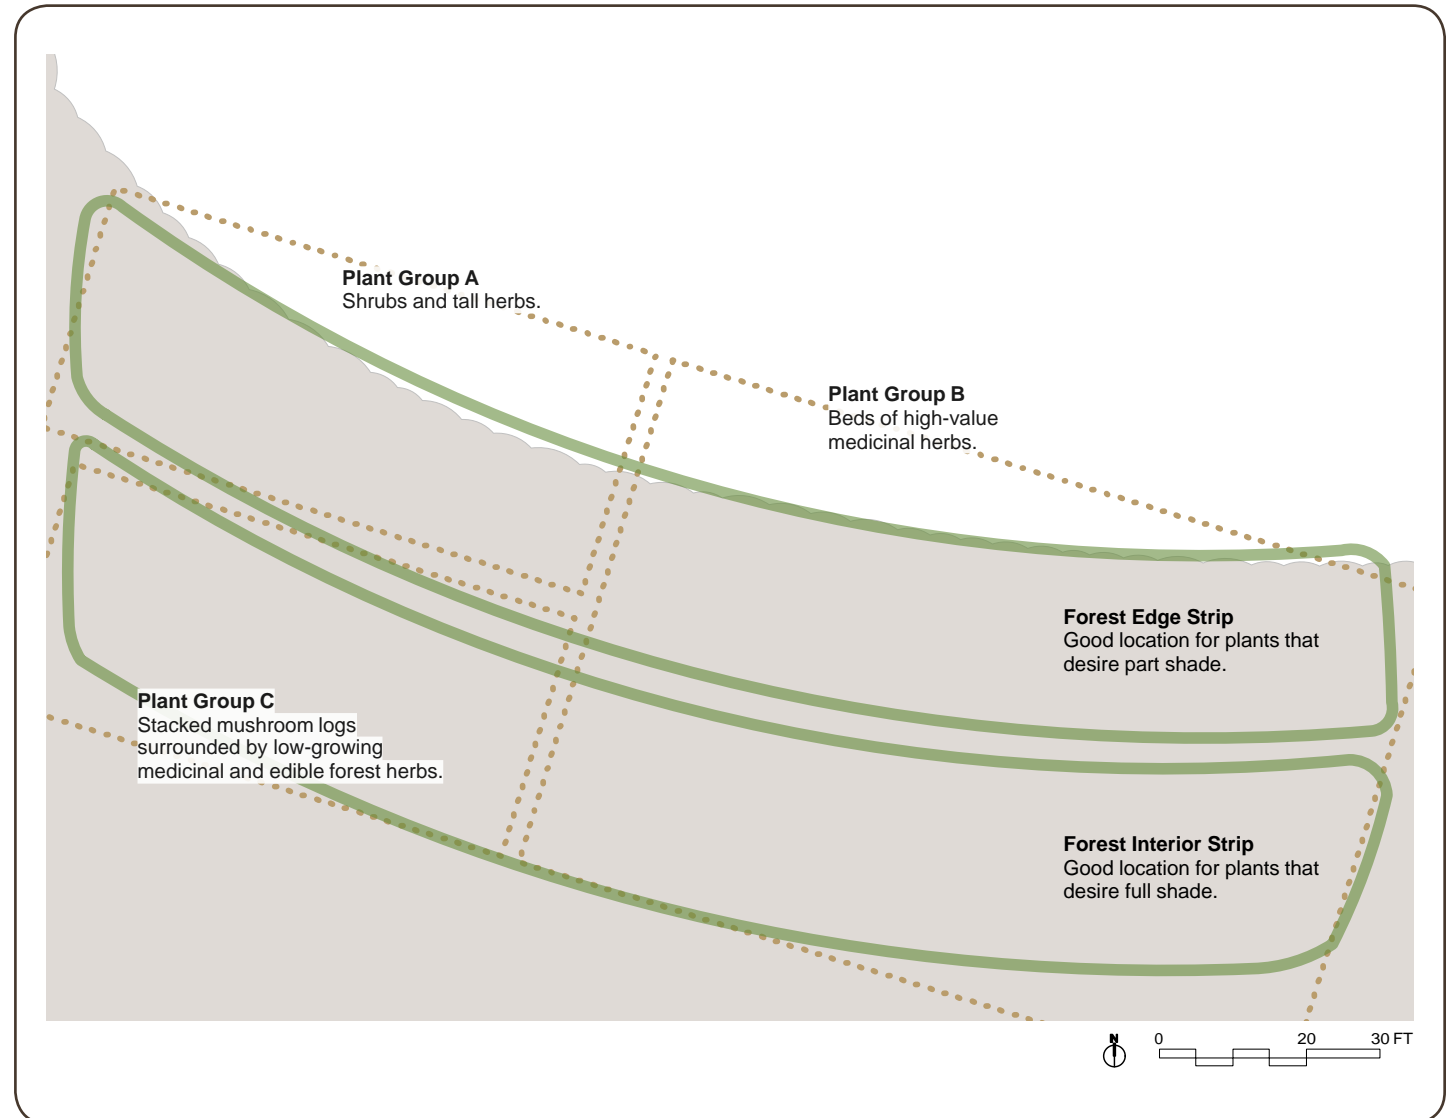 Plant Group A
Shrubs and tall herbs.
Plant Group B
Beds of high-value
medicinal herbs.
Forest Edge Strip
Good location for plants that
desire part shade.
Plant Group C
Stacked mushroom logs
surrounded by low-growing
medicinal and edible forest herbs.
Forest Interior Strip
Good location for plants that
desire full shade.
N
0 20 30 FT